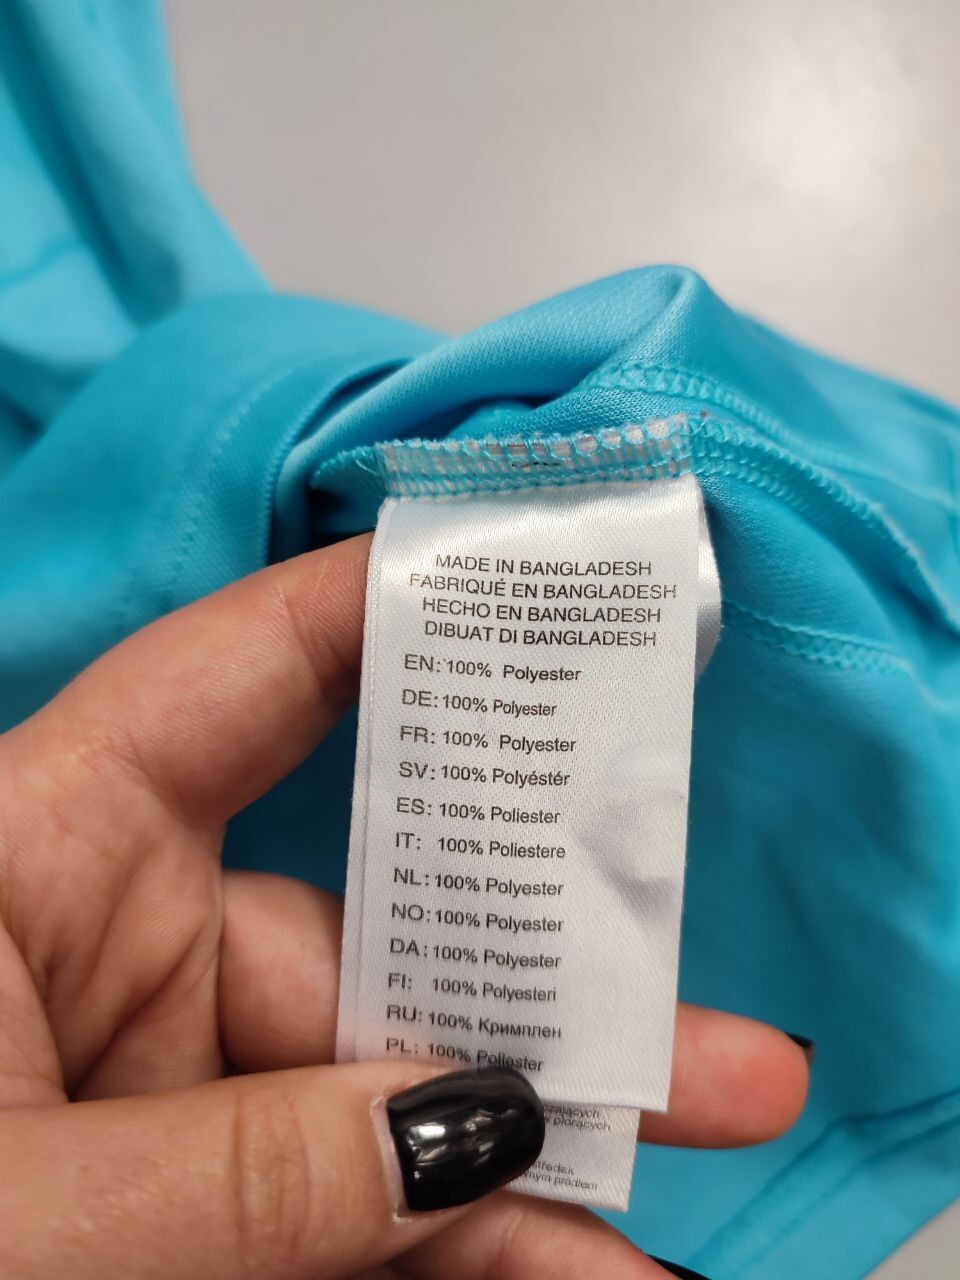 MADE IN BANGLADESH
FABRIQUÉ EN BANGLADESH
HECHO EN BANGLADESH
DIBUAT DI BANGLADESH
EN: 100% Polyester
DE: 100% Polyester
FR: 100% Polyester
SV: 100% Polyéstér
ES: 100% Poliester
IT: 100% Poliestere
NL: 100% Polyester
NO: 100% Polyester
DA: 100% Polyester
FI: 100% Polyesteri
RU: 100% Кримплен
PL: 100% Poliester